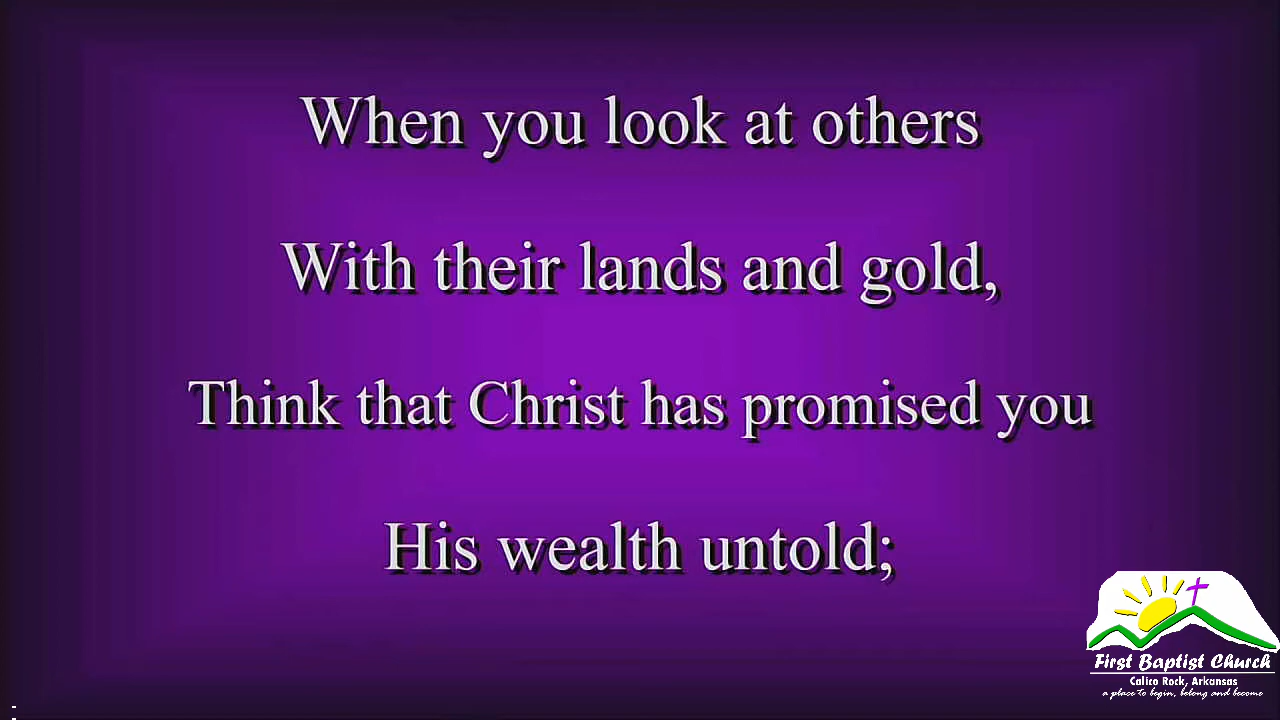 When you look at others
With their lands and gold,
Think that Christ has promised you
His wealth untold;
First Baptist Church
Calico Rock, Arkansas
a place to begin, belong and become